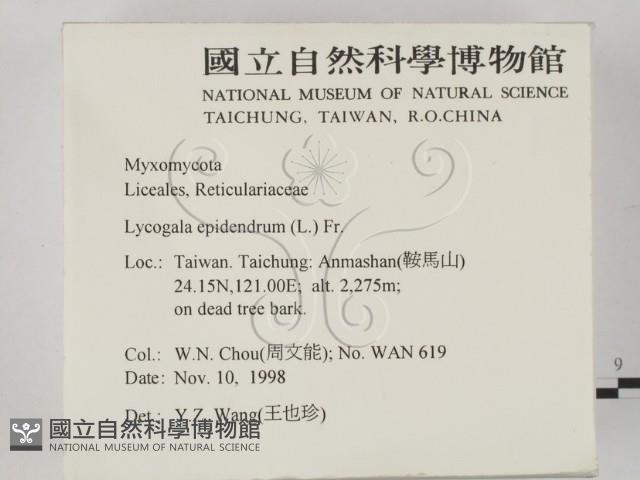 國立自然科學博物館
NATIONAL MUSEUM OF NATURAL SCIENCE
TAICHUNG, TAIWAN, R.O.CHINA
Myxomycota
Liceales, Reticulariaceae
Lycogala epidendrum (L.) Fr.
Loc.: Taiwan. Taichung: Anmashan(鞍馬山)
24.15N,121.00E; alt. 2,275m;
on dead tree bark.
Col.: W.N. Chou(周文能); No. WAN 619
Date: Nov. 10, 1998
Det.: Y.Z. Wang(王也珍)
國立自然科學博物館
NATIONAL MUSEUM OF NATURAL SCIENCE
9